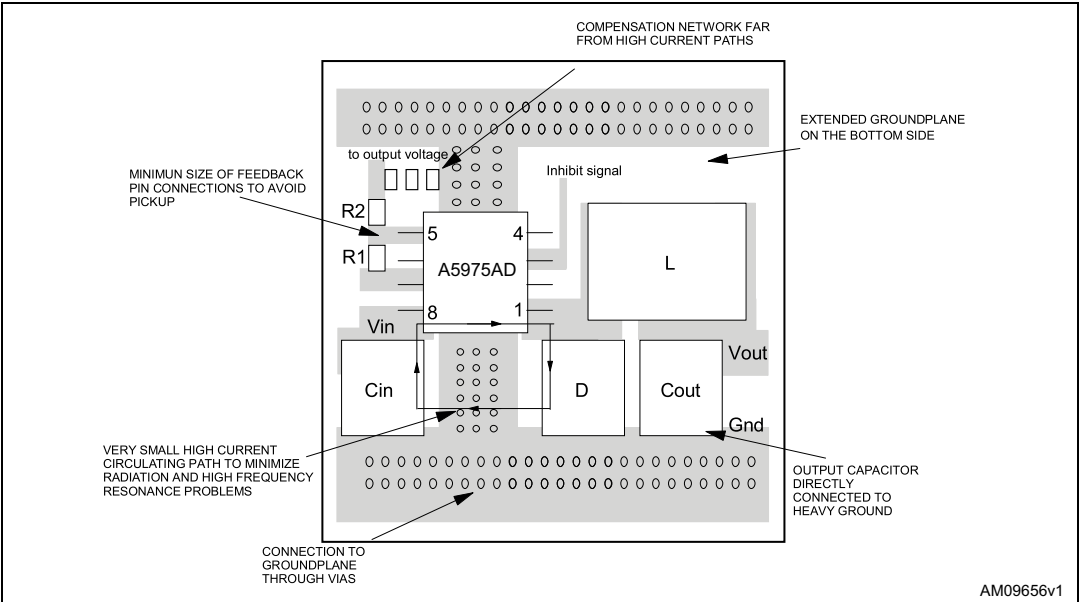 COMPENSATION NETWORK FAR
FROM HIGH CURRENT PATHS
EXTENDED GROUNDPLANE
ON THE BOTTOM SIDE
to output voltage
Inhibit signal
MINIMUN SIZE OF FEEDBACK
PIN CONNECTIONS TO AVOID
PICKUP
R2
5
4
R1
A5975AD
L
8
1
Vin
Vout
Cin
D
Cout
Gnd
VERY SMALL HIGH CURRENT
CIRCULATING PATH TO MINIMIZE
RADIATION AND HIGH FREQUENCY
RESONANCE PROBLEMS
OUTPUT CAPACITOR
DIRECTLY
CONNECTED TO
HEAVY GROUND
CONNECTION TO
GROUNDPLANE
THROUGH VIAS
AM09656v1